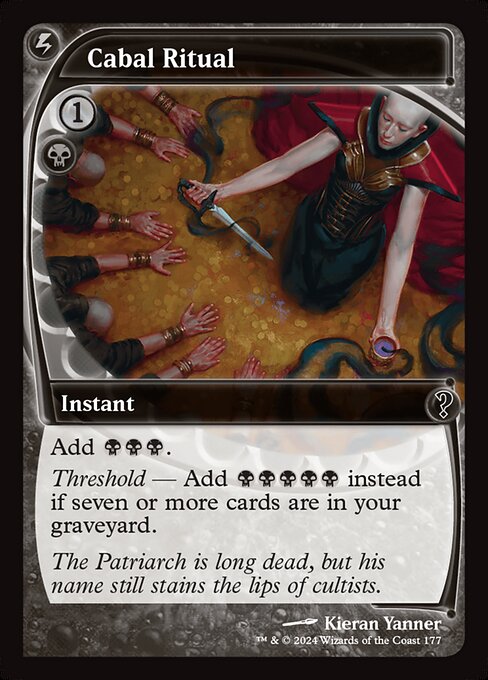 Cabal Ritual
1
Instant
Add
Threshold — Add instead
if seven or more cards are in your
graveyard.
The Patriarch is long dead, but his
name still stains the lips of cultists.
Kieran Yanner
™ & © 2024 Wizards of the Coast 177